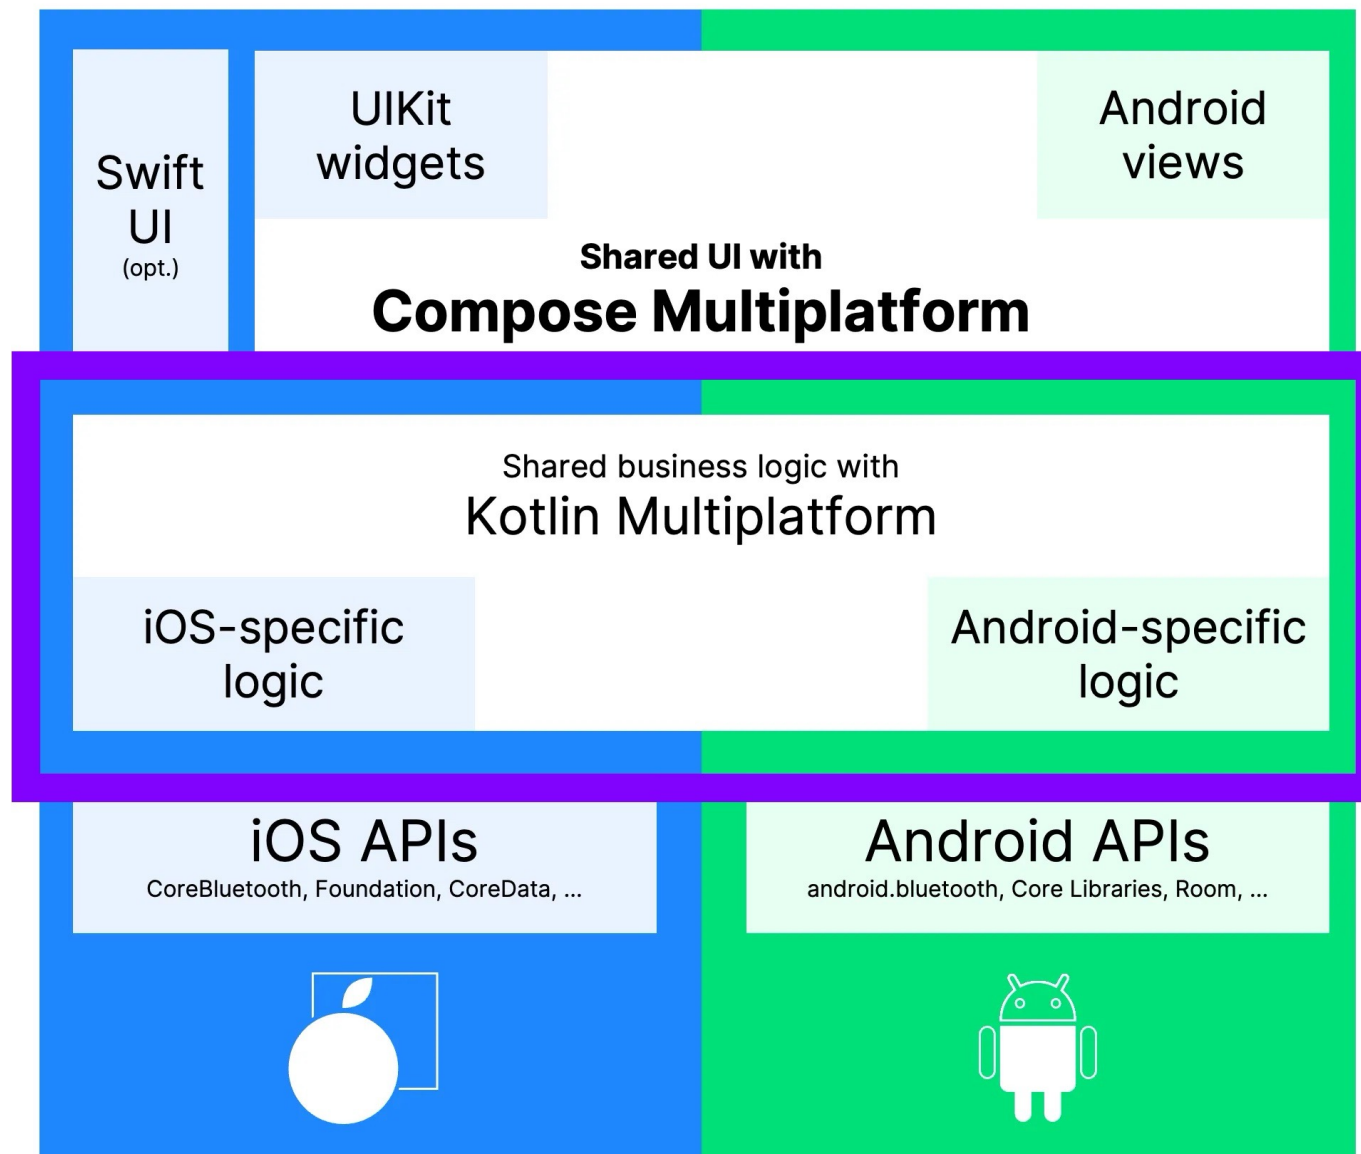 Swift
UI
(opt.)
UIKit
widgets
Android
views
Shared UI with
Compose Multiplatform
Shared business logic with
Kotlin Multiplatform
iOS-specific
logic
Android-specific
logic
iOS APIs
CoreBluetooth, Foundation, CoreData, ...
Android APIs
android.bluetooth, Core Libraries, Room, ...